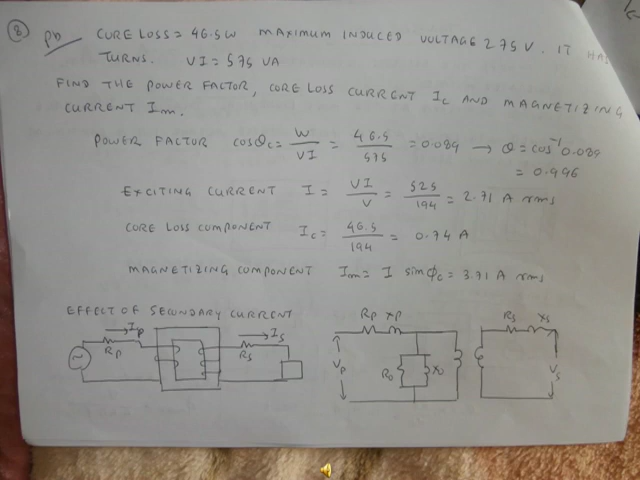 8 Pb CORE LOSS = 46.5W MAXIMUM INDUCED VOLTAGE 275V. IT HAS
TURNS. VI = 575 VA
FIND THE POWER FACTOR, CORE LOSS CURRENT Ic AND MAGNETIZING
CURRENT Im.
POWER FACTOR cosθc = W/VI = 46.5/575 = 0.089 → θ = cos⁻¹ 0.089
= 0.996
EXCITING CURRENT I = VI/V = 525/194 = 2.71 A rms
CORE LOSS COMPONENT Ic = 46.5/194 = 0.74 A
MAGNETIZING COMPONENT Im = I sinϕc = 3.71 A rms
EFFECT OF SECONDARY CURRENT
Ip Is Rp Xp Rs Xs
Rp Rs Vp Ro Xo Vs